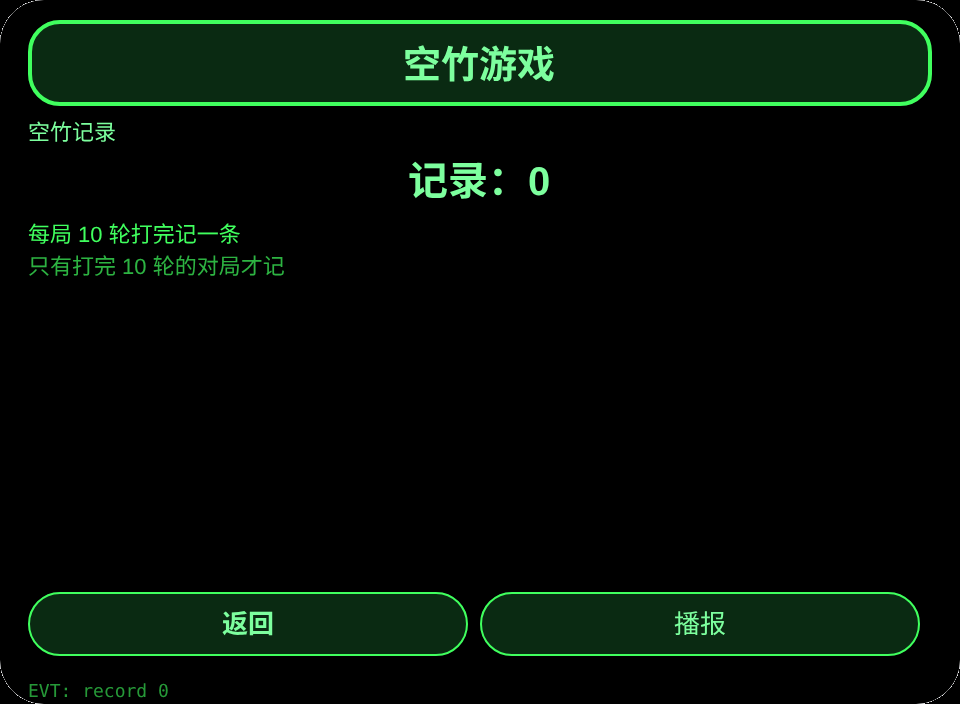 空竹游戏
空竹记录
记录：0
每局 10 轮打完记一条
只有打完 10 轮的对局才记
返回
播报
EVT: record 0